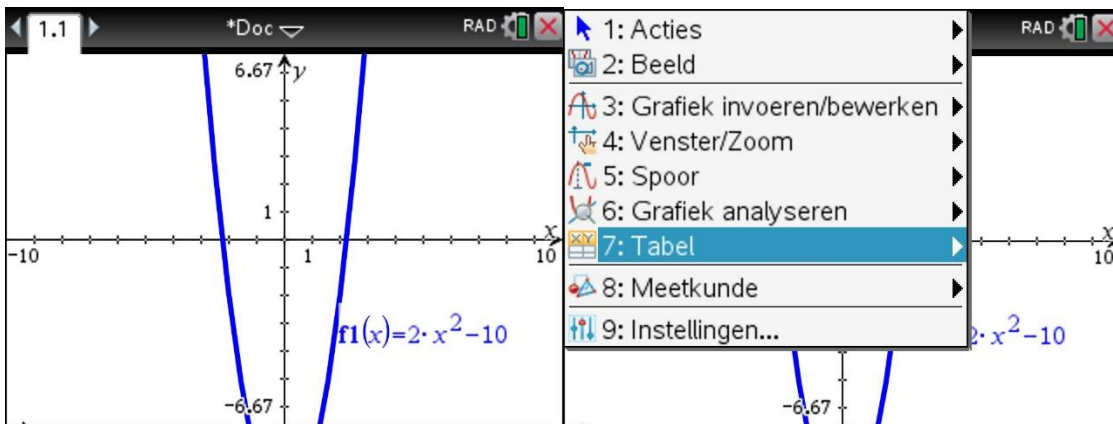 1.1 *Doc RAD
6.67 y
1
-10 1 x 10
f1(x)=2·x²-10
-6.67
RAD
1: Acties
2: Beeld
3: Grafiek invoeren/bewerken
4: Venster/Zoom
5: Spoor
6: Grafiek analyseren
XY 7: Tabel
8: Meetkunde
9: Instellingen...
x
10
2·x²-10
-6.67